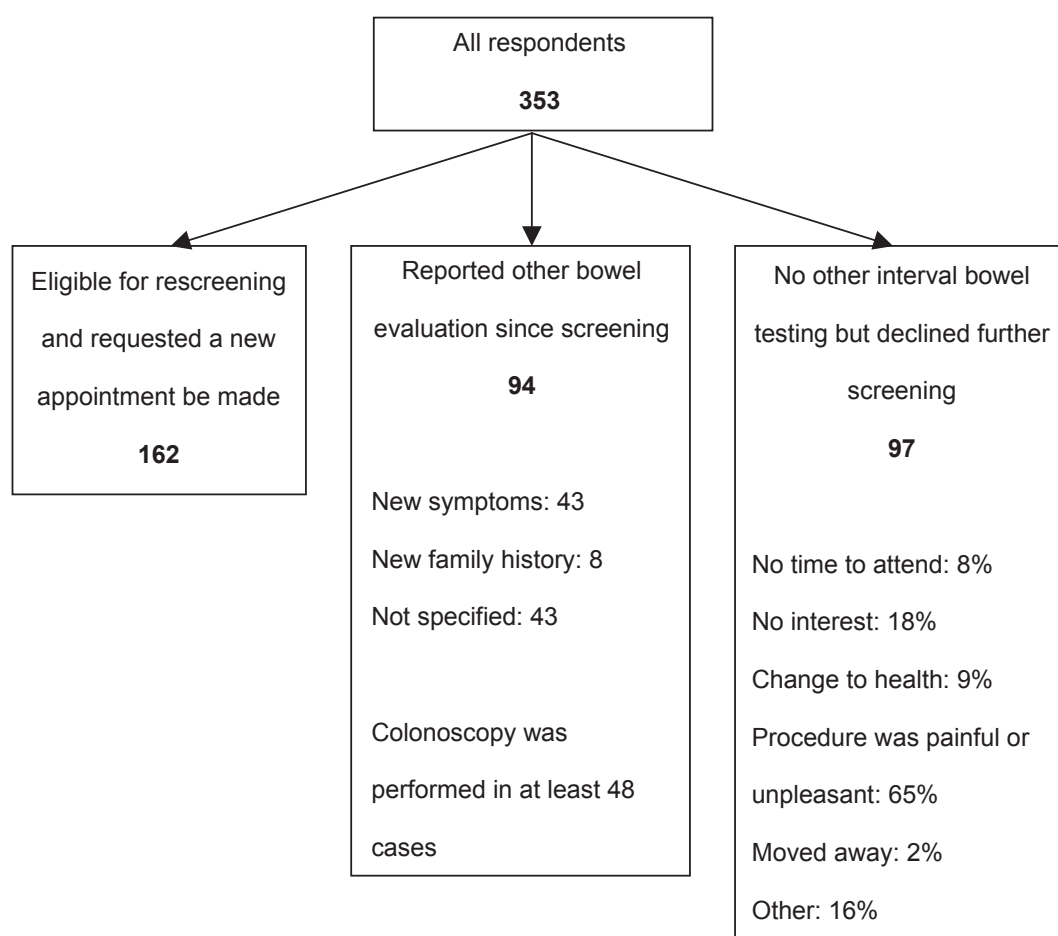 All respondents
353
Eligible for rescreening
and requested a new
appointment be made
162
Reported other bowel
evaluation since screening
94
New symptoms: 43
New family history: 8
Not specified: 43
Colonoscopy was
performed in at least 48
cases
No other interval bowel
testing but declined further
screening
97
No time to attend: 8%
No interest: 18%
Change to health: 9%
Procedure was painful or
unpleasant: 65%
Moved away: 2%
Other: 16%